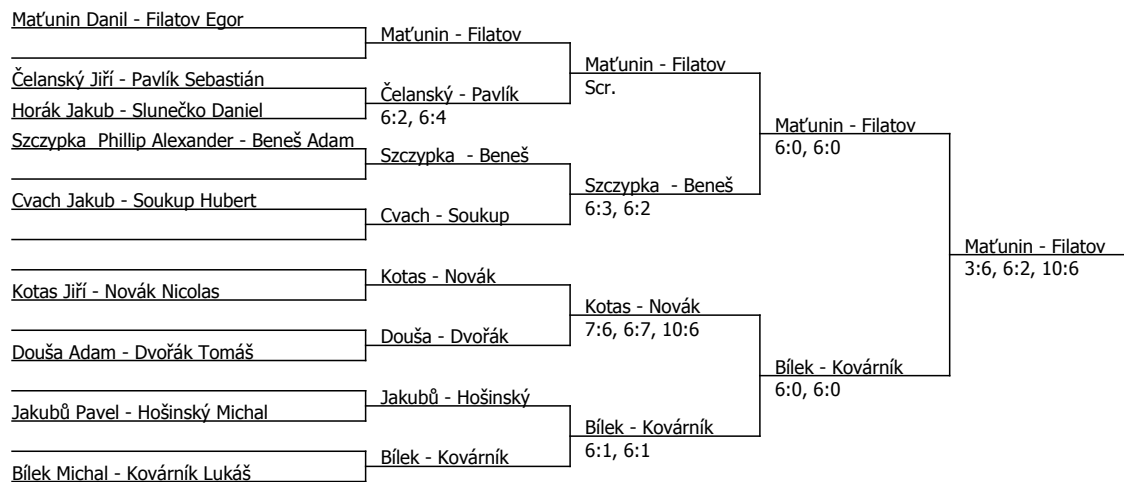 Maťunin Danil - Filatov Egor
Čelanský Jiří - Pavlík Sebastián
Horák Jakub - Slunečko Daniel
Szczypka  Phillip Alexander - Beneš Adam
Cvach Jakub - Soukup Hubert
Kotas Jiří - Novák Nicolas
Douša Adam - Dvořák Tomáš
Jakubů Pavel - Hošinský Michal
Bílek Michal - Kovárník Lukáš
Maťunin - Filatov
Čelanský - Pavlík
6:2, 6:4
Szczypka  - Beneš
Cvach - Soukup
Kotas - Novák
Douša - Dvořák
Jakubů - Hošinský
Bílek - Kovárník
Maťunin - Filatov
Scr.
Szczypka  - Beneš
6:3, 6:2
Kotas - Novák
7:6, 6:7, 10:6
Bílek - Kovárník
6:1, 6:1
Maťunin - Filatov
6:0, 6:0
Bílek - Kovárník
6:0, 6:0
Maťunin - Filatov
3:6, 6:2, 10:6